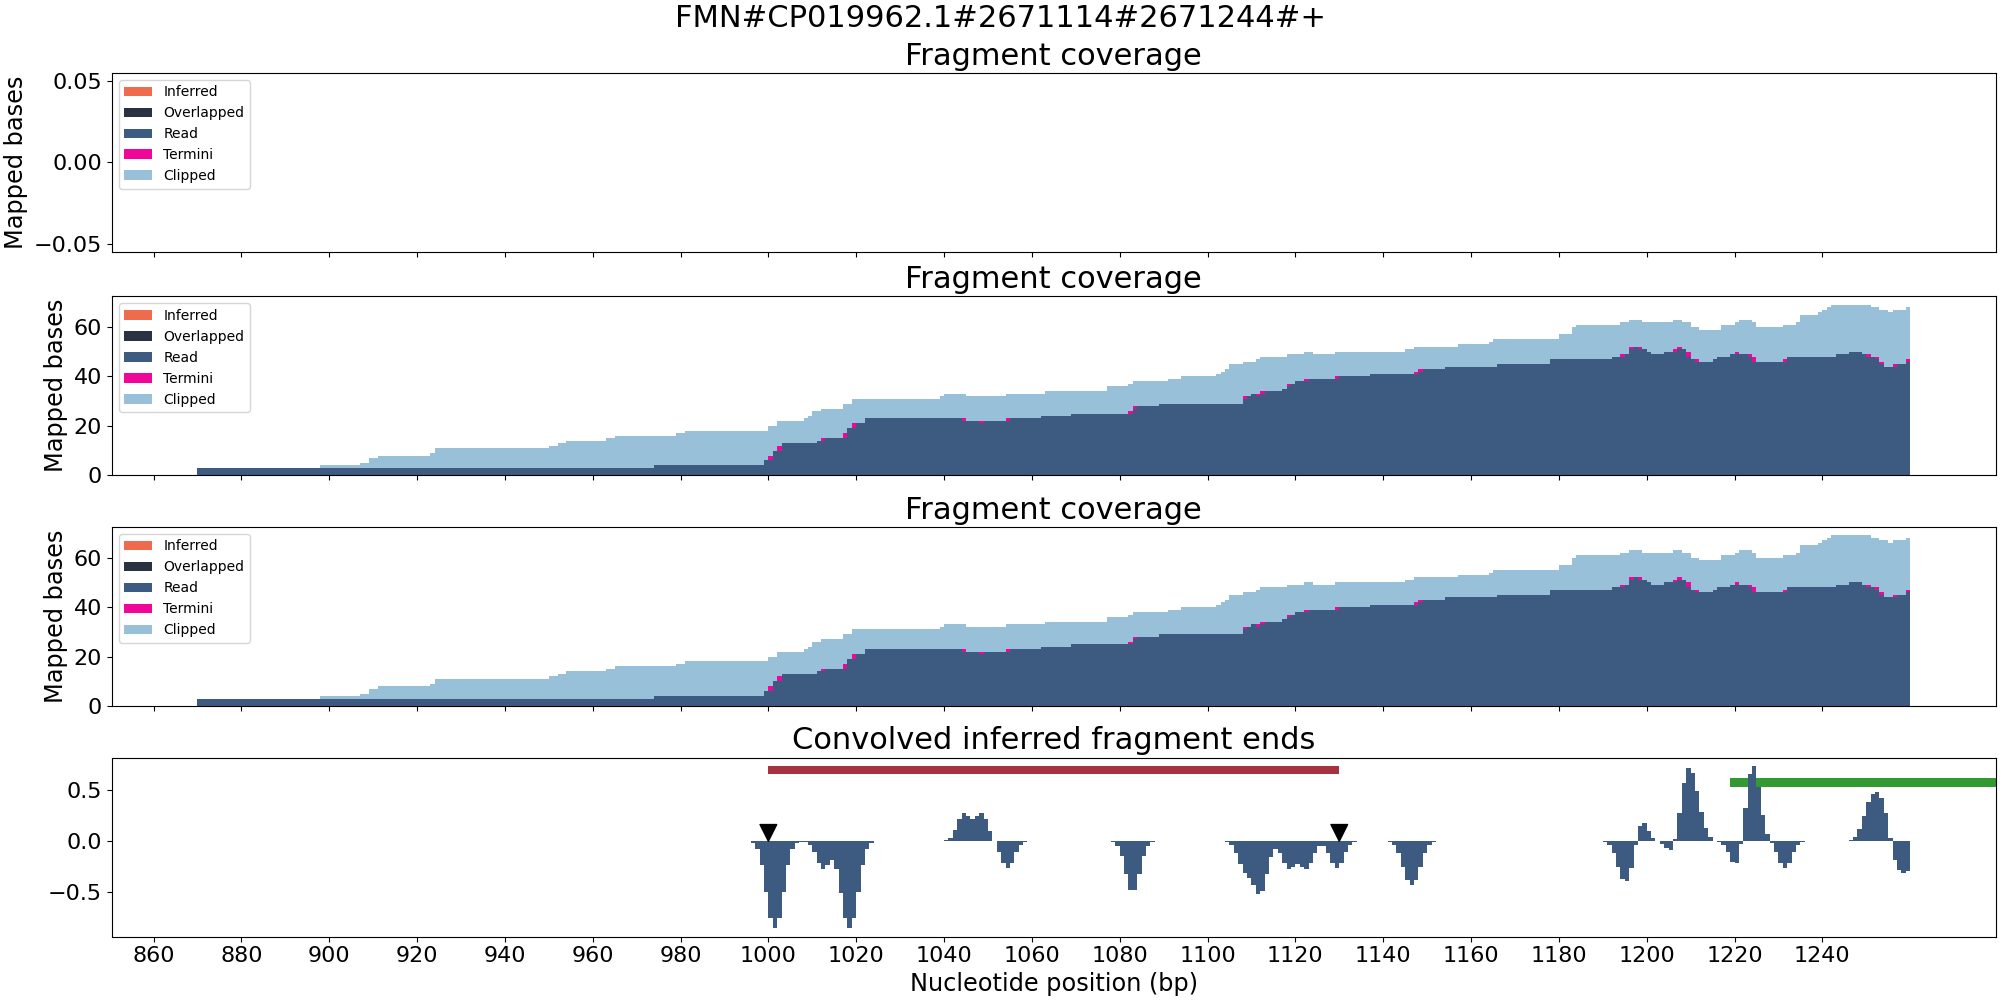 FMN#CP019962.1#2671114#2671244#+
Fragment coverage
Mapped bases
0.05
0.00
−0.05
Inferred
Overlapped
Read
Termini
Clipped
Fragment coverage
Mapped bases
60
40
20
0
Inferred
Overlapped
Read
Termini
Clipped
Fragment coverage
Mapped bases
60
40
20
0
Inferred
Overlapped
Read
Termini
Clipped
Convolved inferred fragment ends
0.5
0.0
−0.5
860 880 900 920 940 960 980 1000 1020 1040 1060 1080 1100 1120 1140 1160 1180 1200 1220 1240
Nucleotide position (bp)